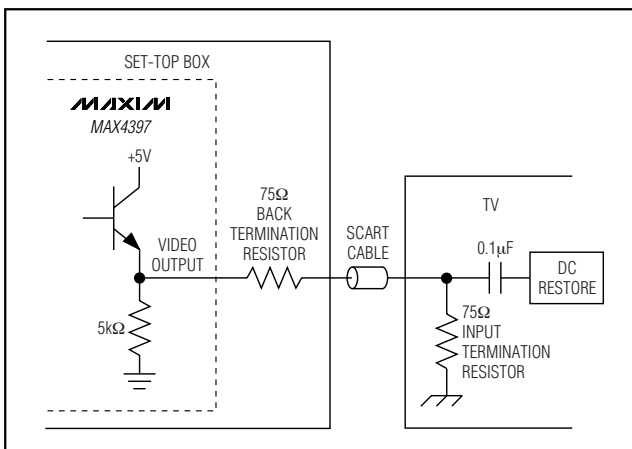 SET-TOP BOX
MAXIM
MAX4397
+5V
VIDEO
OUTPUT
5kΩ
75Ω
BACK
TERMINATION
RESISTOR
SCART
CABLE
TV
0.1μF
DC
RESTORE
75Ω
INPUT
TERMINATION
RESISTOR